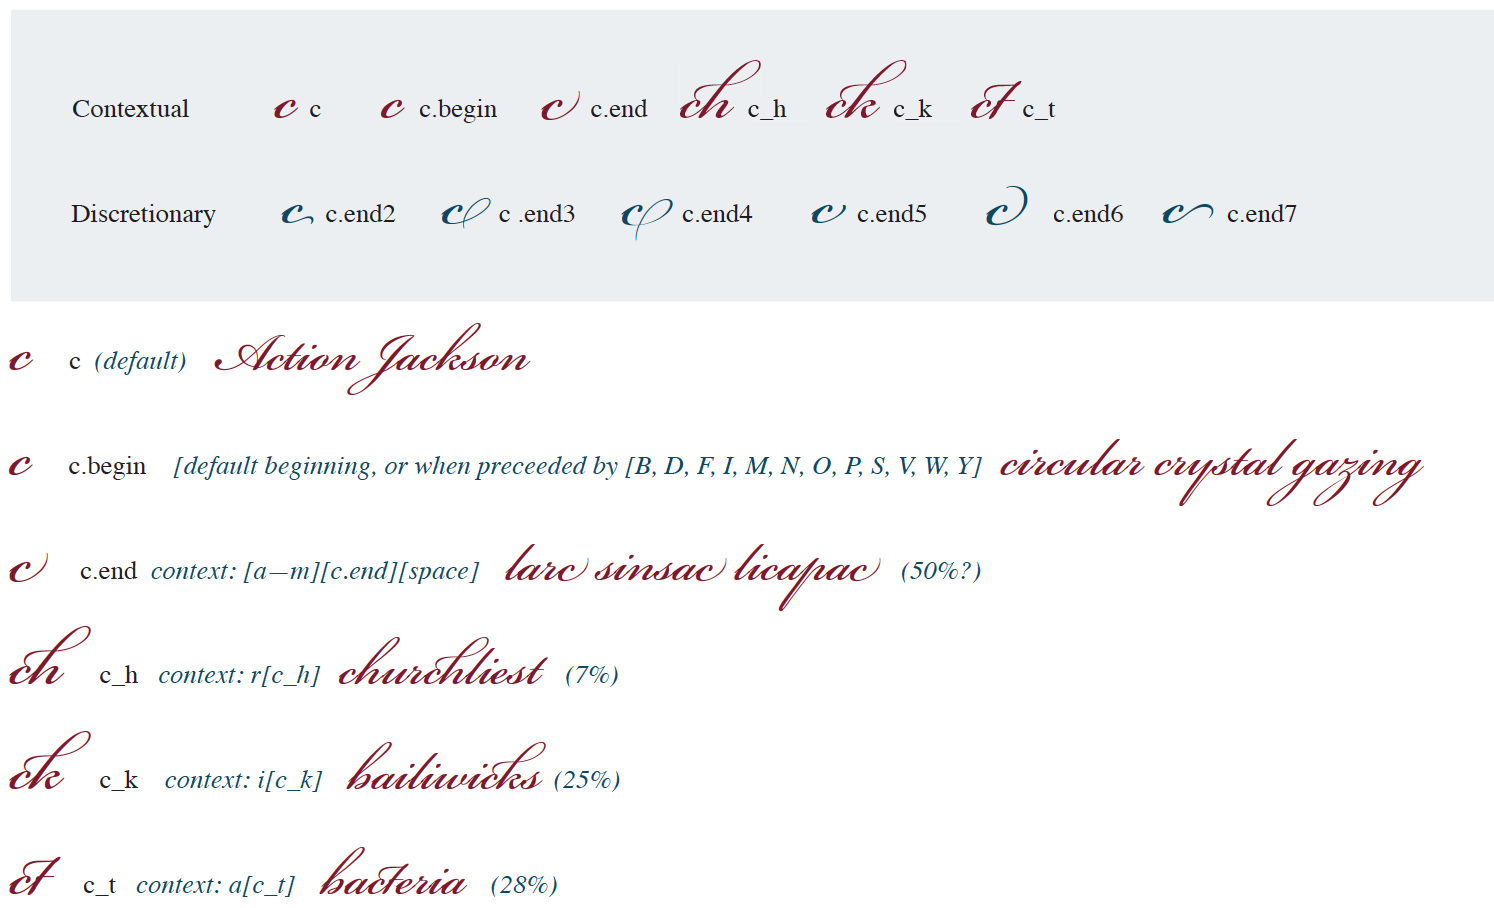 Contextual c c c c.begin c c.end ch c_h ck c_k ct c_t
Discretionary c c.end2 c c .end3 c c.end4 c c.end5 c c.end6 c c.end7
c c (default) Action Jackson
c c.begin [default beginning, or when preceeded by [B, D, F, I, M, N, O, P, S, V, W, Y] circular crystal gazing
c c.end context: [a—m][c.end][space] larc sinsac licapac (50%?)
ch c_h context: r[c_h] churchliest (7%)
ck c_k context: i[c_k] bailiwicks (25%)
ct c_t context: a[c_t] bacteria (28%)